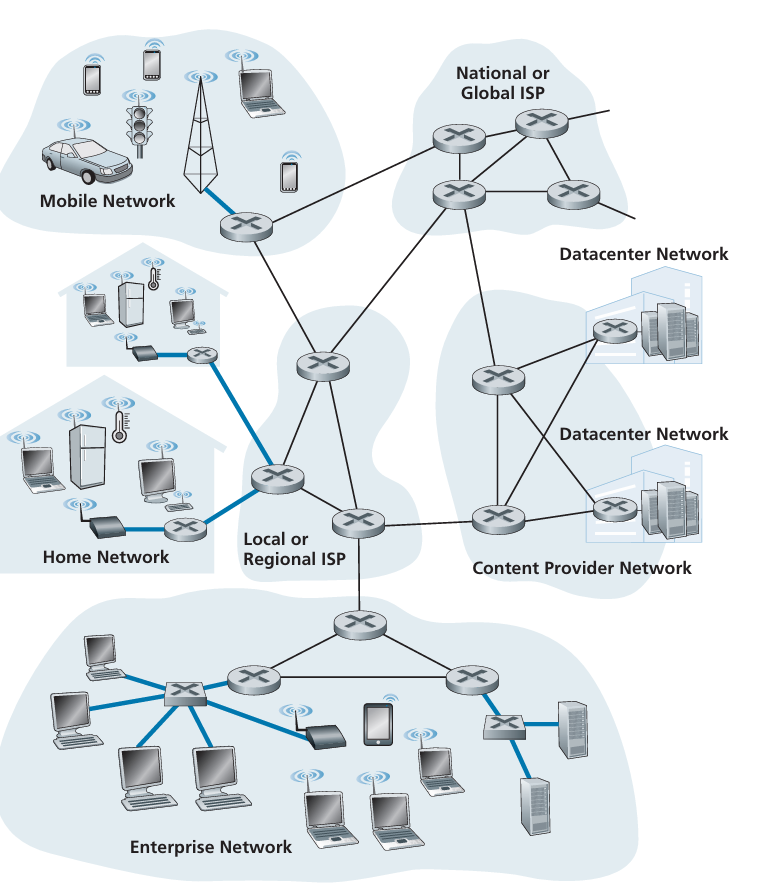 National or
Global ISP
Mobile Network
Datacenter Network
Datacenter Network
Home Network
Local or
Regional ISP
Content Provider Network
Enterprise Network